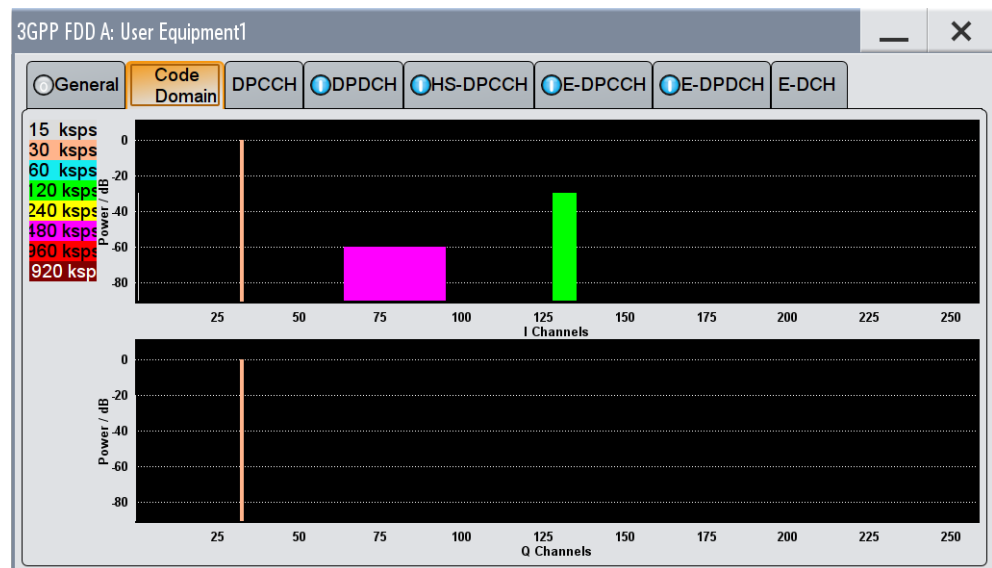 3GPP FDD A: User Equipment1
General
Code Domain
DPCCH
DPDCH
HS-DPCCH
E-DPCCH
E-DPDCH
E-DCH
15 ksps
30 ksps
60 ksps
120 ksps
240 ksps
480 ksps
960 ksps
920 ksp
Power / dB
0
-20
-40
-60
-80
25 50 75 100 125 150 175 200 225 250
I Channels
Power / dB
0
-20
-40
-60
-80
25 50 75 100 125 150 175 200 225 250
Q Channels